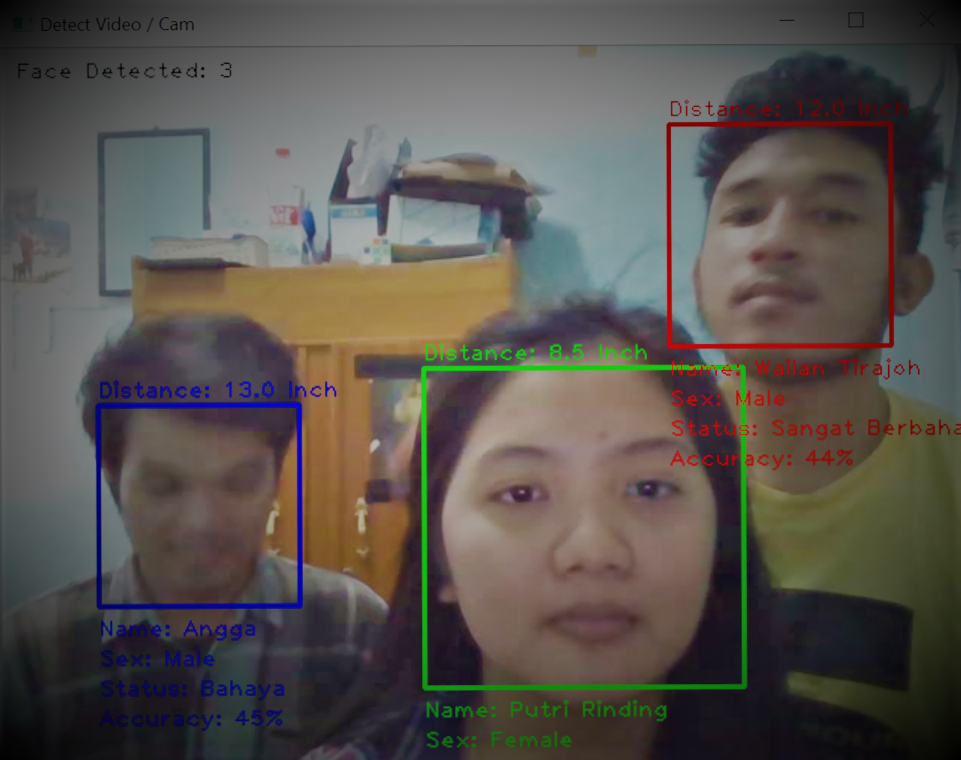 Detect Video / Cam
Face Detected: 3
Distance: 12.0 Inch
Distance: 8.5 Inch
Name: Wailan Tirajoh
Sex: Male
Status: Sangat Berbaha
Accuracy: 44%
Distance: 13.0 Inch
Name: Angga
Sex: Male
Status: Bahaya
Accuracy: 45%
Name: Putri Rinding
Sex: Female